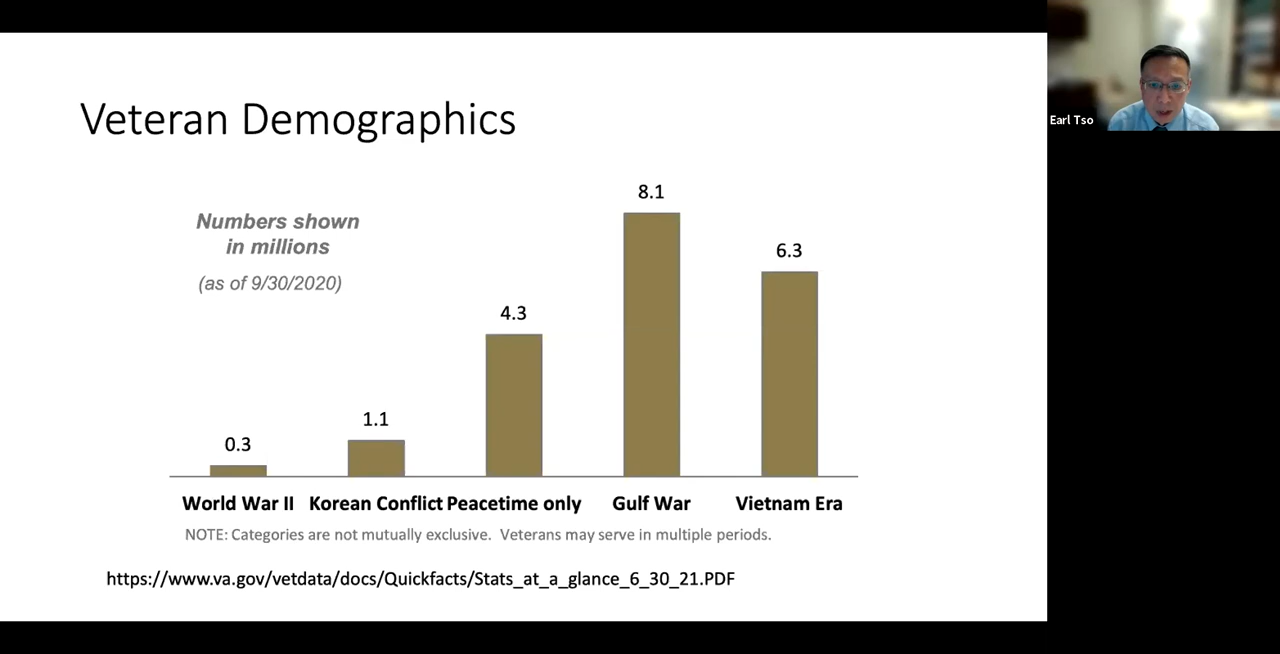 Veteran Demographics
Numbers shown
in millions
(as of 9/30/2020)
0.3
1.1
4.3
8.1
6.3
World War II
Korean Conflict
Peacetime only
Gulf War
Vietnam Era
NOTE: Categories are not mutually exclusive. Veterans may serve in multiple periods.
https://www.va.gov/vetdata/docs/Quickfacts/Stats_at_a_glance_6_30_21.PDF
Earl Tso